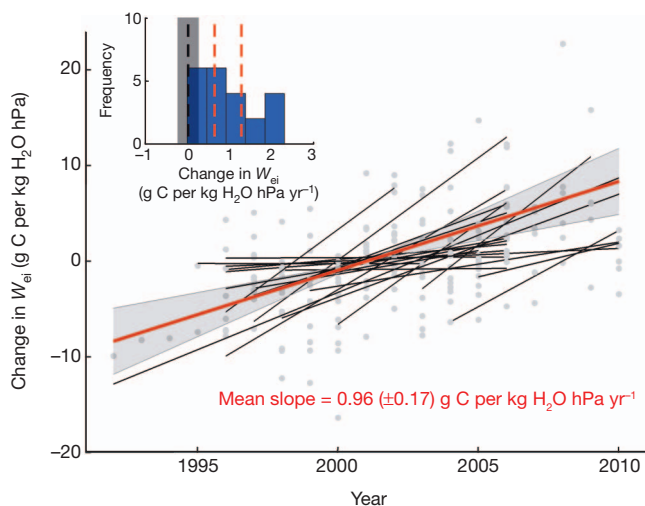 10
5
0
Frequency
−1
0
1
2
3
Change in Wei
(g C per kg H2O hPa yr−1)
20
10
0
−10
−20
Change in Wei (g C per kg H2O hPa)
Mean slope = 0.96 (±0.17) g C per kg H2O hPa yr−1
1995
2000
2005
2010
Year